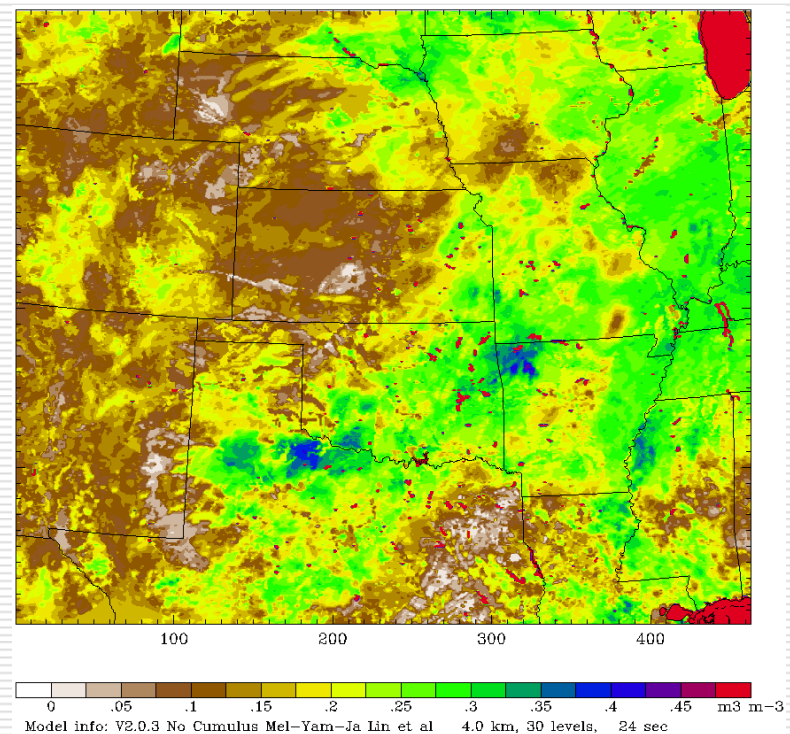 100 200 300 400
0 .05 .1 .15 .2 .25 .3 .35 .4 .45 m3 m-3
Model info: V2.0.3 No Cumulus Mel-Yam-Ja Lin et al 4.0 km, 30 levels, 24 sec